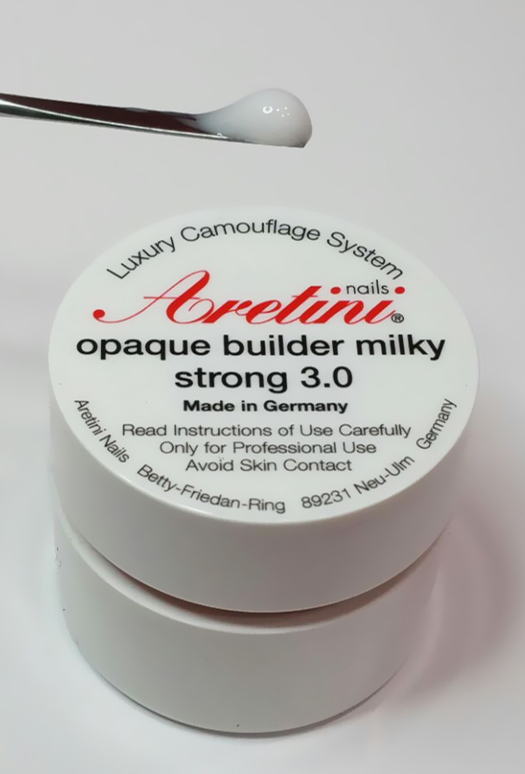 Luxury Camouflage System
Aretini nails®
opaque builder milky
strong 3.0
Made in Germany
Read Instructions of Use Carefully
Only for Professional Use
Avoid Skin Contact
Aretini Nails Betty-Friedan-Ring 89231 Neu-Ulm Germany